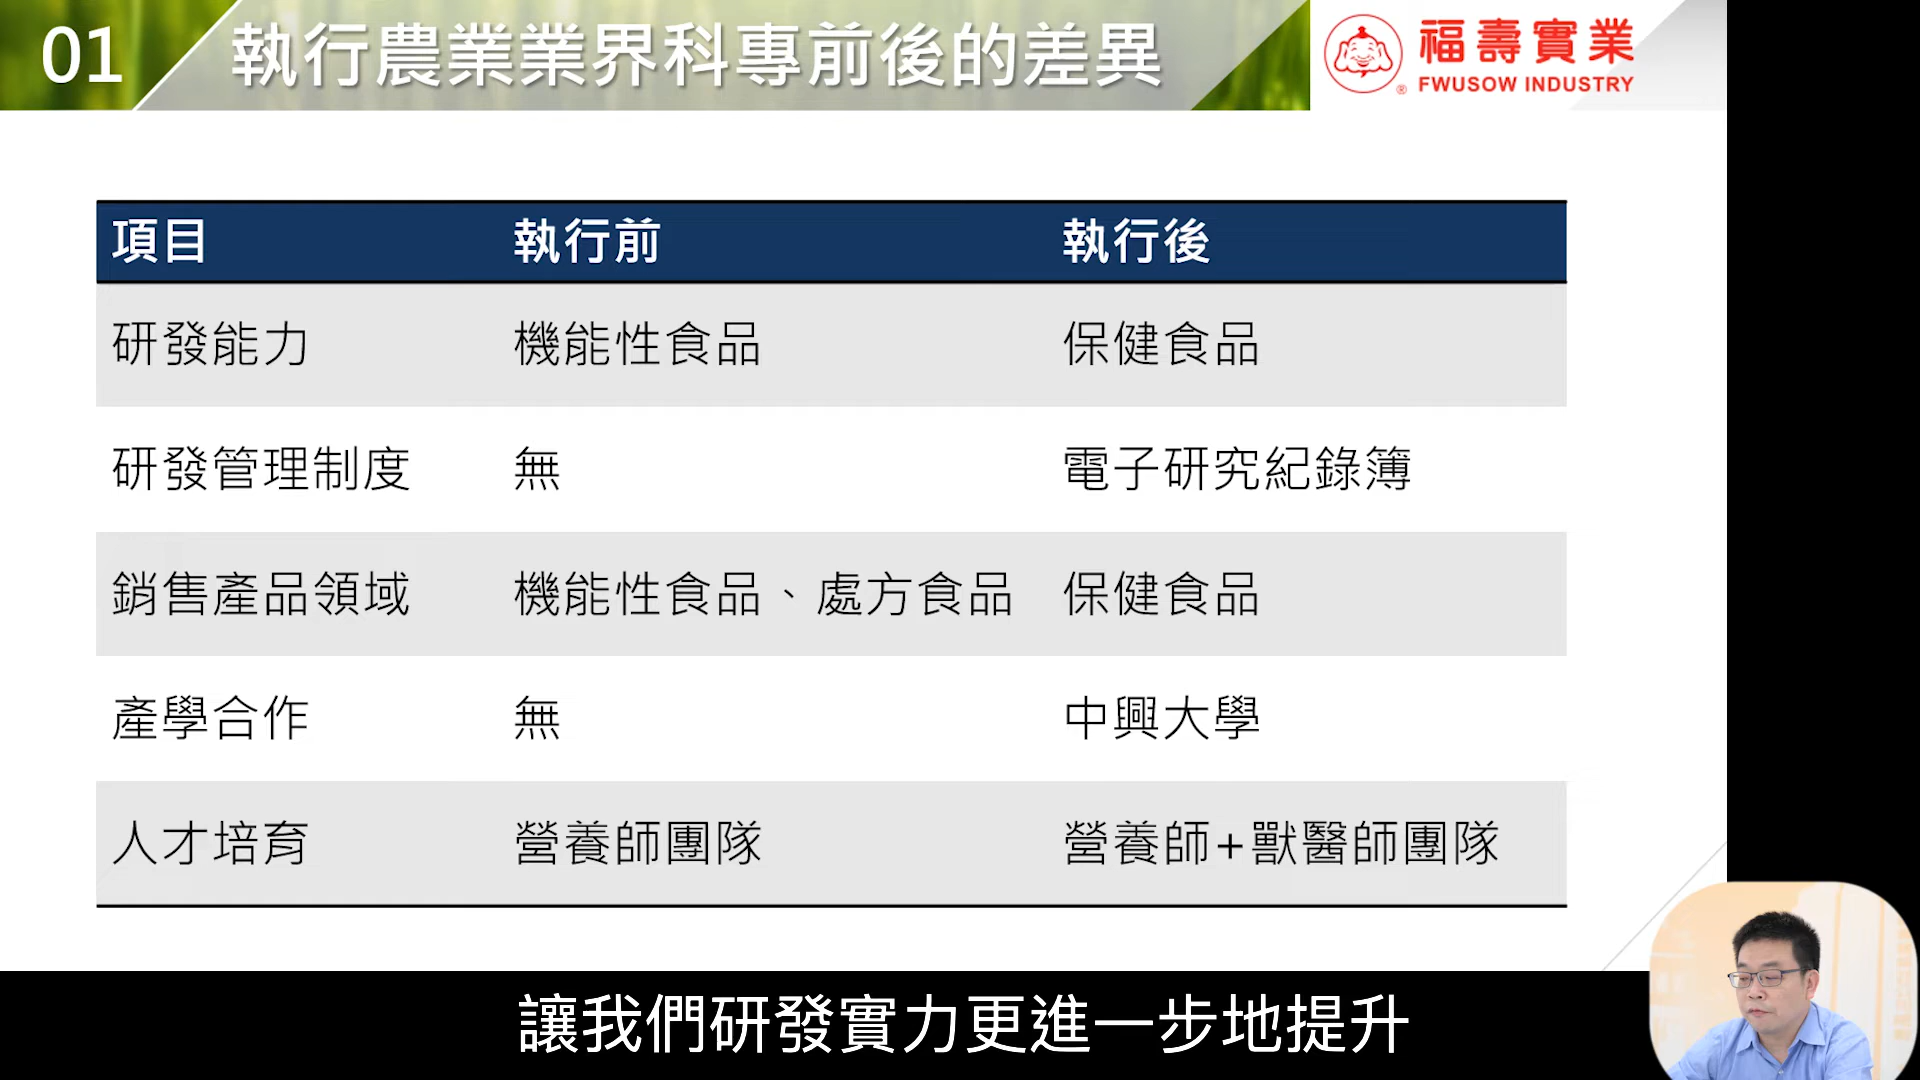 01 執行農業業界科專前後的差異
福壽實業
® FWUSOW INDUSTRY
項目 執行前 執行後
研發能力 機能性食品 保健食品
研發管理制度 無 電子研究紀錄簿
銷售產品領域 機能性食品、處方食品 保健食品
產學合作 無 中興大學
人才培育 營養師團隊 營養師+獸醫師團隊
讓我們研發實力更進一步地提升